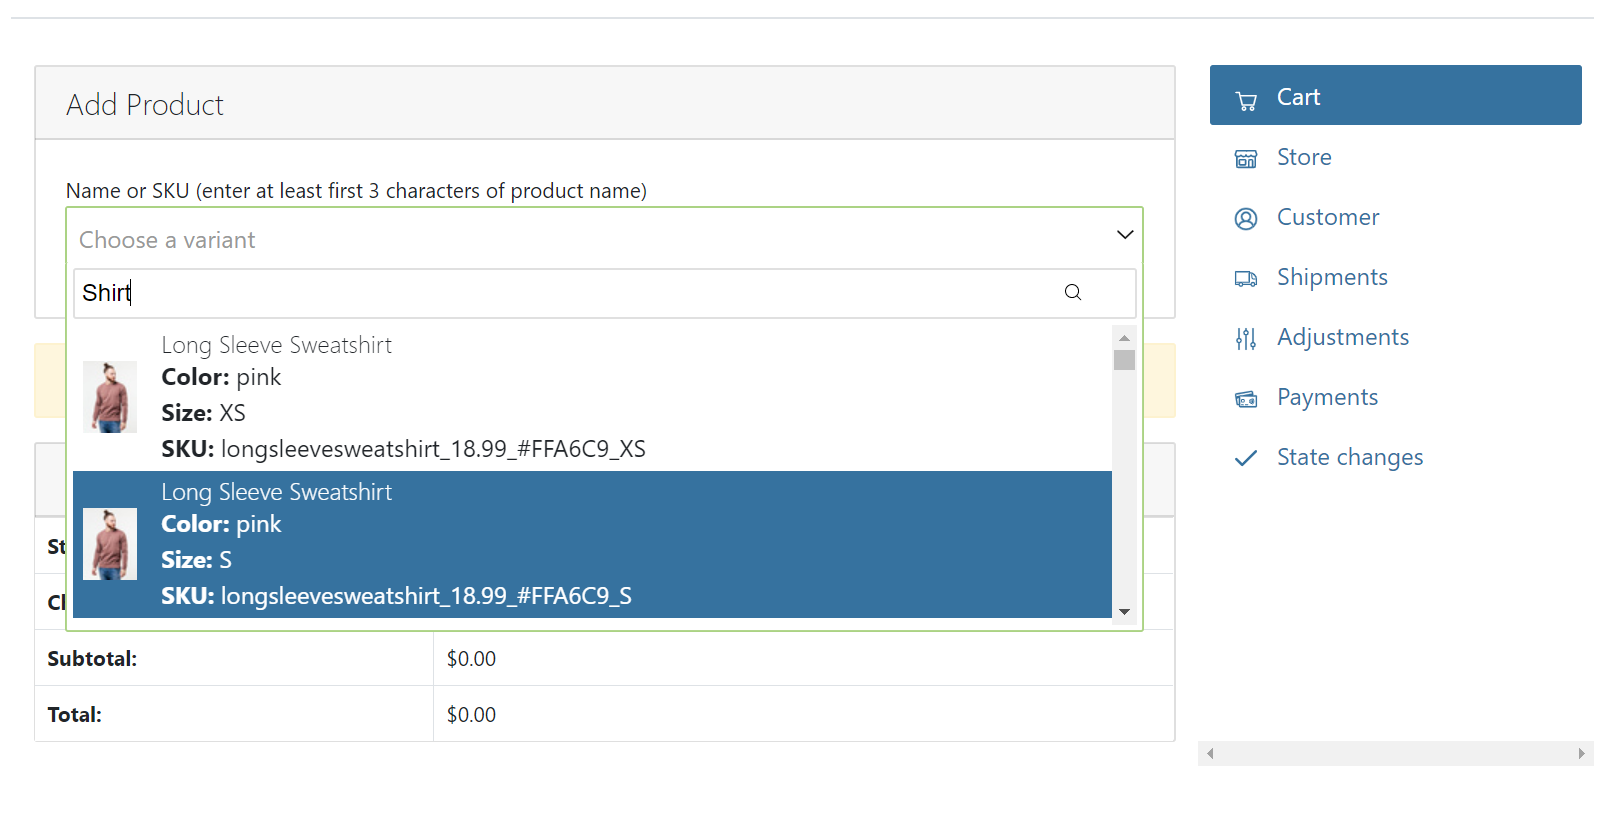 Add Product
Name or SKU (enter at least first 3 characters of product name)
Choose a variant
Shirt
Long Sleeve Sweatshirt
Color: pink
Size: XS
SKU: longsleevesweatshirt_18.99_#FFA6C9_XS
Long Sleeve Sweatshirt
Color: pink
Size: S
SKU: longsleevesweatshirt_18.99_#FFA6C9_S
St
Cl
Subtotal: $0.00
Total: $0.00
Cart
Store
Customer
Shipments
Adjustments
Payments
State changes